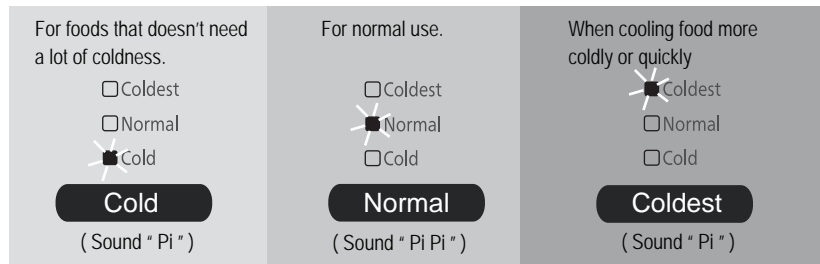 For foods that doesn't need
a lot of coldness.
Coldest
Normal
Cold
Cold
( Sound " Pi " )
For normal use.
Coldest
Normal
Cold
Normal
( Sound " Pi Pi " )
When cooling food more
coldly or quickly
Coldest
Normal
Cold
Coldest
( Sound " Pi " )